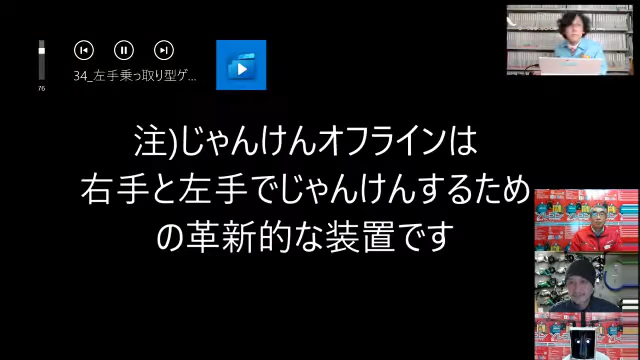 34_左手乗っ取り型ゲ...
76
注)じゃんけんオフラインは
右手と左手でじゃんけんするため
の革新的な装置です